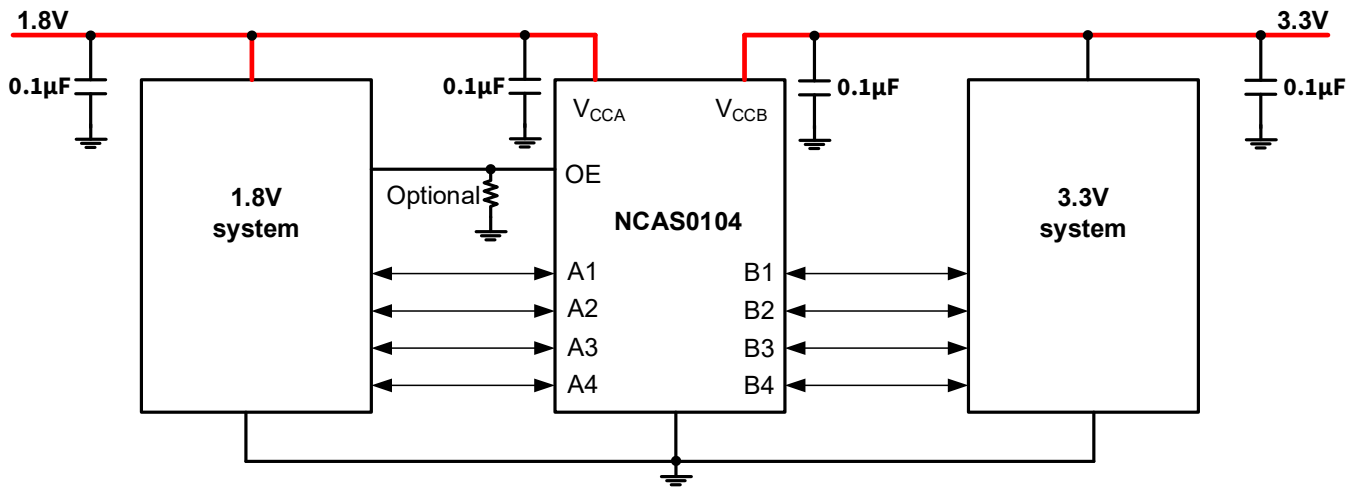 1.8V
3.3V
0.1µF
0.1µF
0.1µF
0.1µF
VCCA
VCCB
OE
Optional
1.8V
system
NCAS0104
3.3V
system
A1
B1
A2
B2
A3
B3
A4
B4